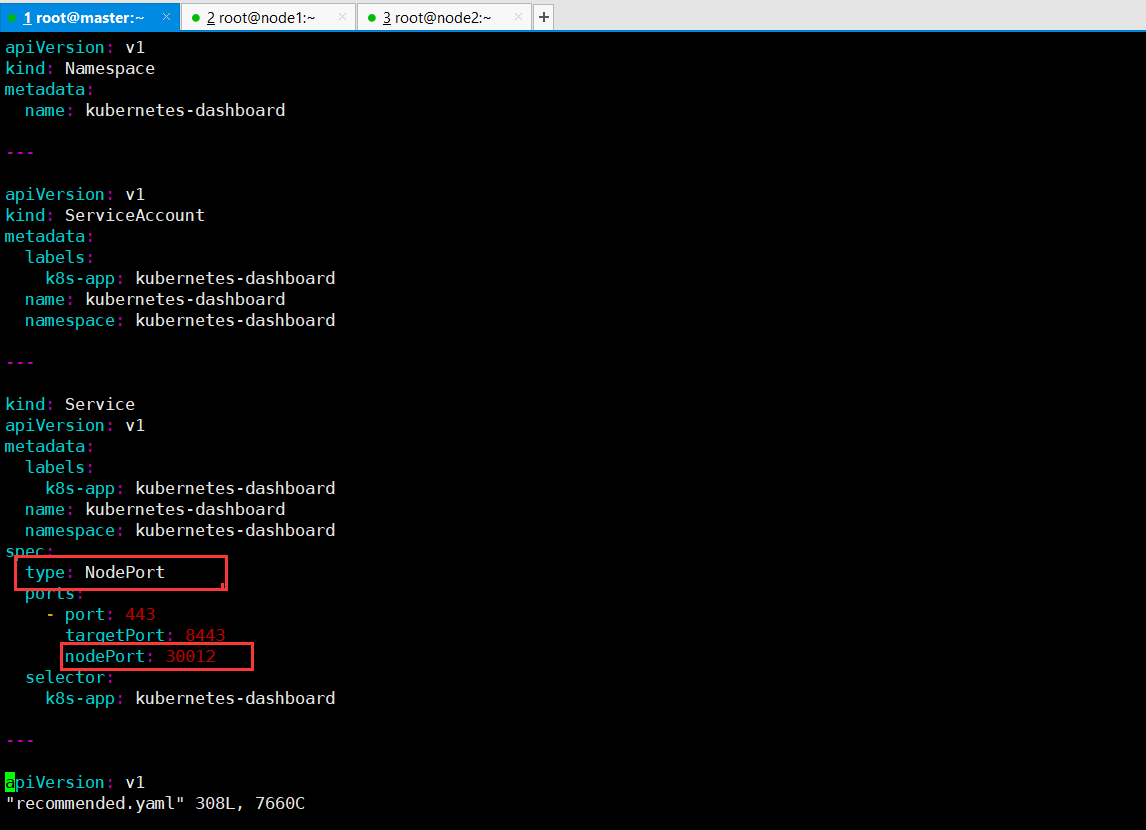 1 root@master:~ × 2 root@node1:~ × 3 root@node2:~ × +
apiVersion: v1
kind: Namespace
metadata:
  name: kubernetes-dashboard
---
apiVersion: v1
kind: ServiceAccount
metadata:
  labels:
    k8s-app: kubernetes-dashboard
  name: kubernetes-dashboard
  namespace: kubernetes-dashboard
---
kind: Service
apiVersion: v1
metadata:
  labels:
    k8s-app: kubernetes-dashboard
  name: kubernetes-dashboard
  namespace: kubernetes-dashboard
spec:
  type: NodePort
  ports:
    - port: 443
      targetPort: 8443
      nodePort: 30012
  selector:
    k8s-app: kubernetes-dashboard
---
apiVersion: v1
"recommended.yaml" 308L, 7660C